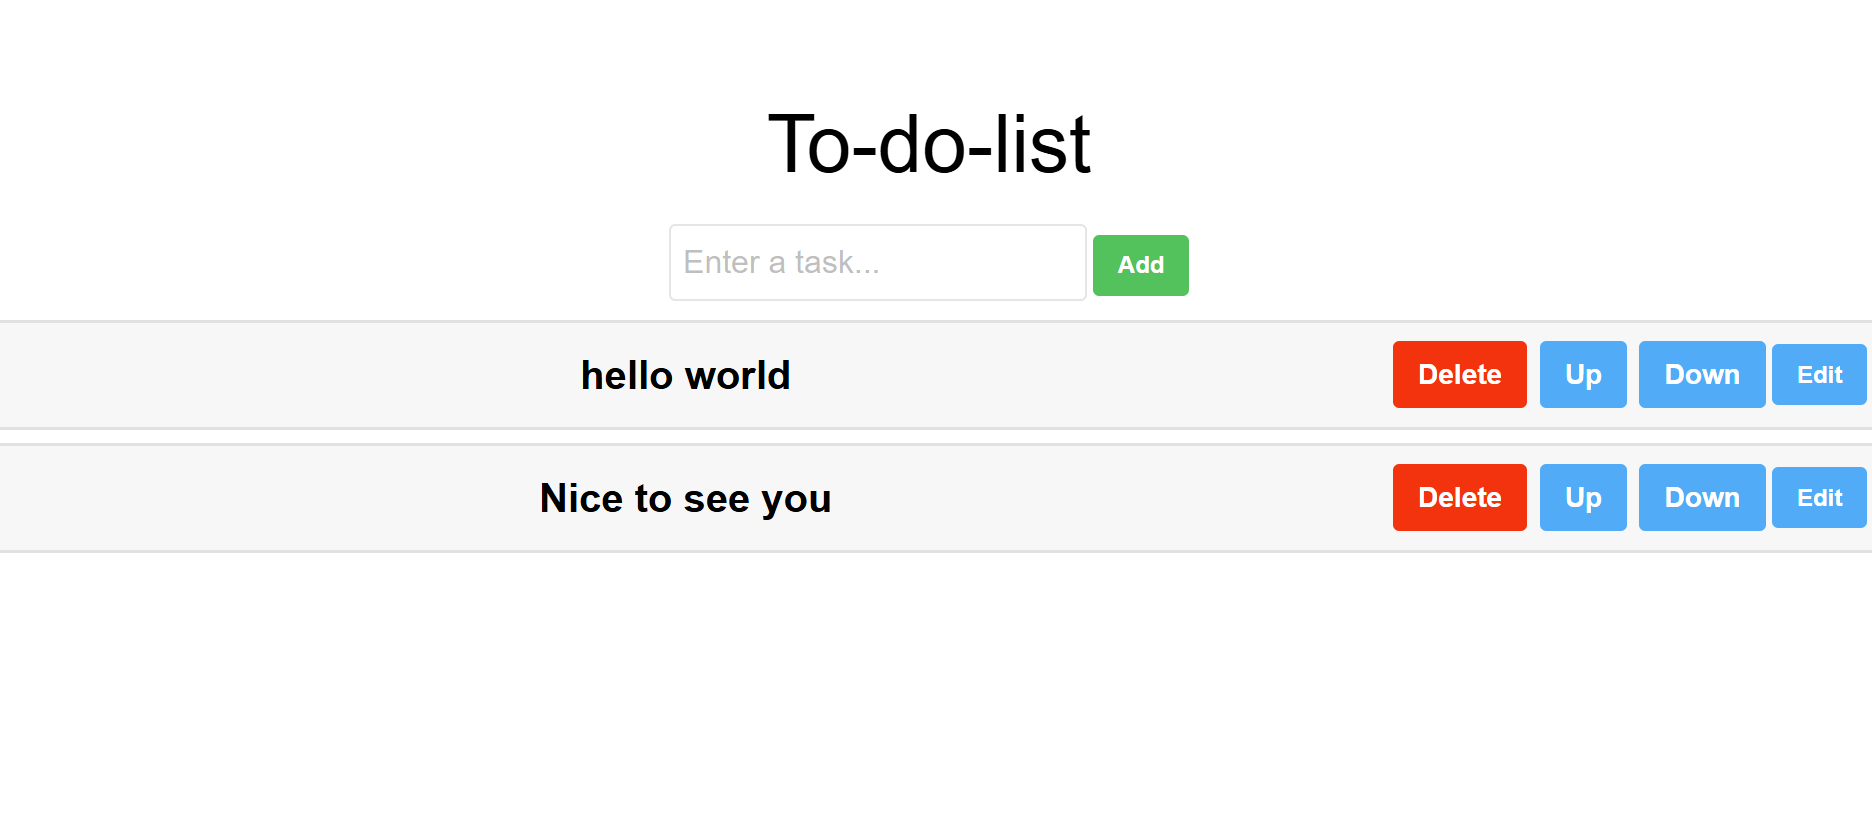 To-do-list
Enter a task... Add
hello world Delete Up Down Edit
Nice to see you Delete Up Down Edit